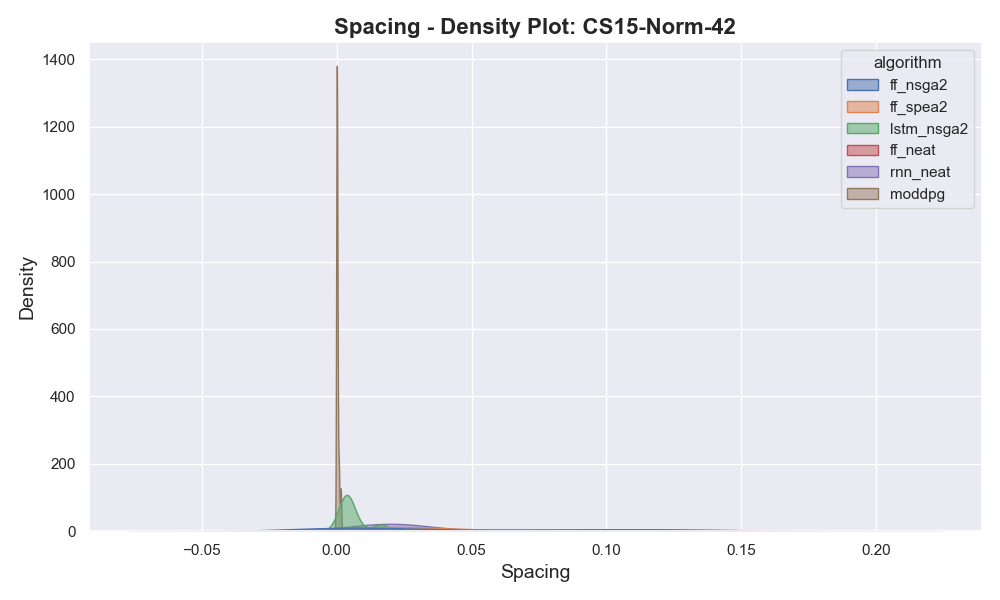 Spacing - Density Plot: CS15-Norm-42
algorithm
ff_nsga2
ff_spea2
lstm_nsga2
ff_neat
rnn_neat
moddpg
Density
1400
1200
1000
800
600
400
200
0
−0.05
0.00
0.05
0.10
0.15
0.20
Spacing